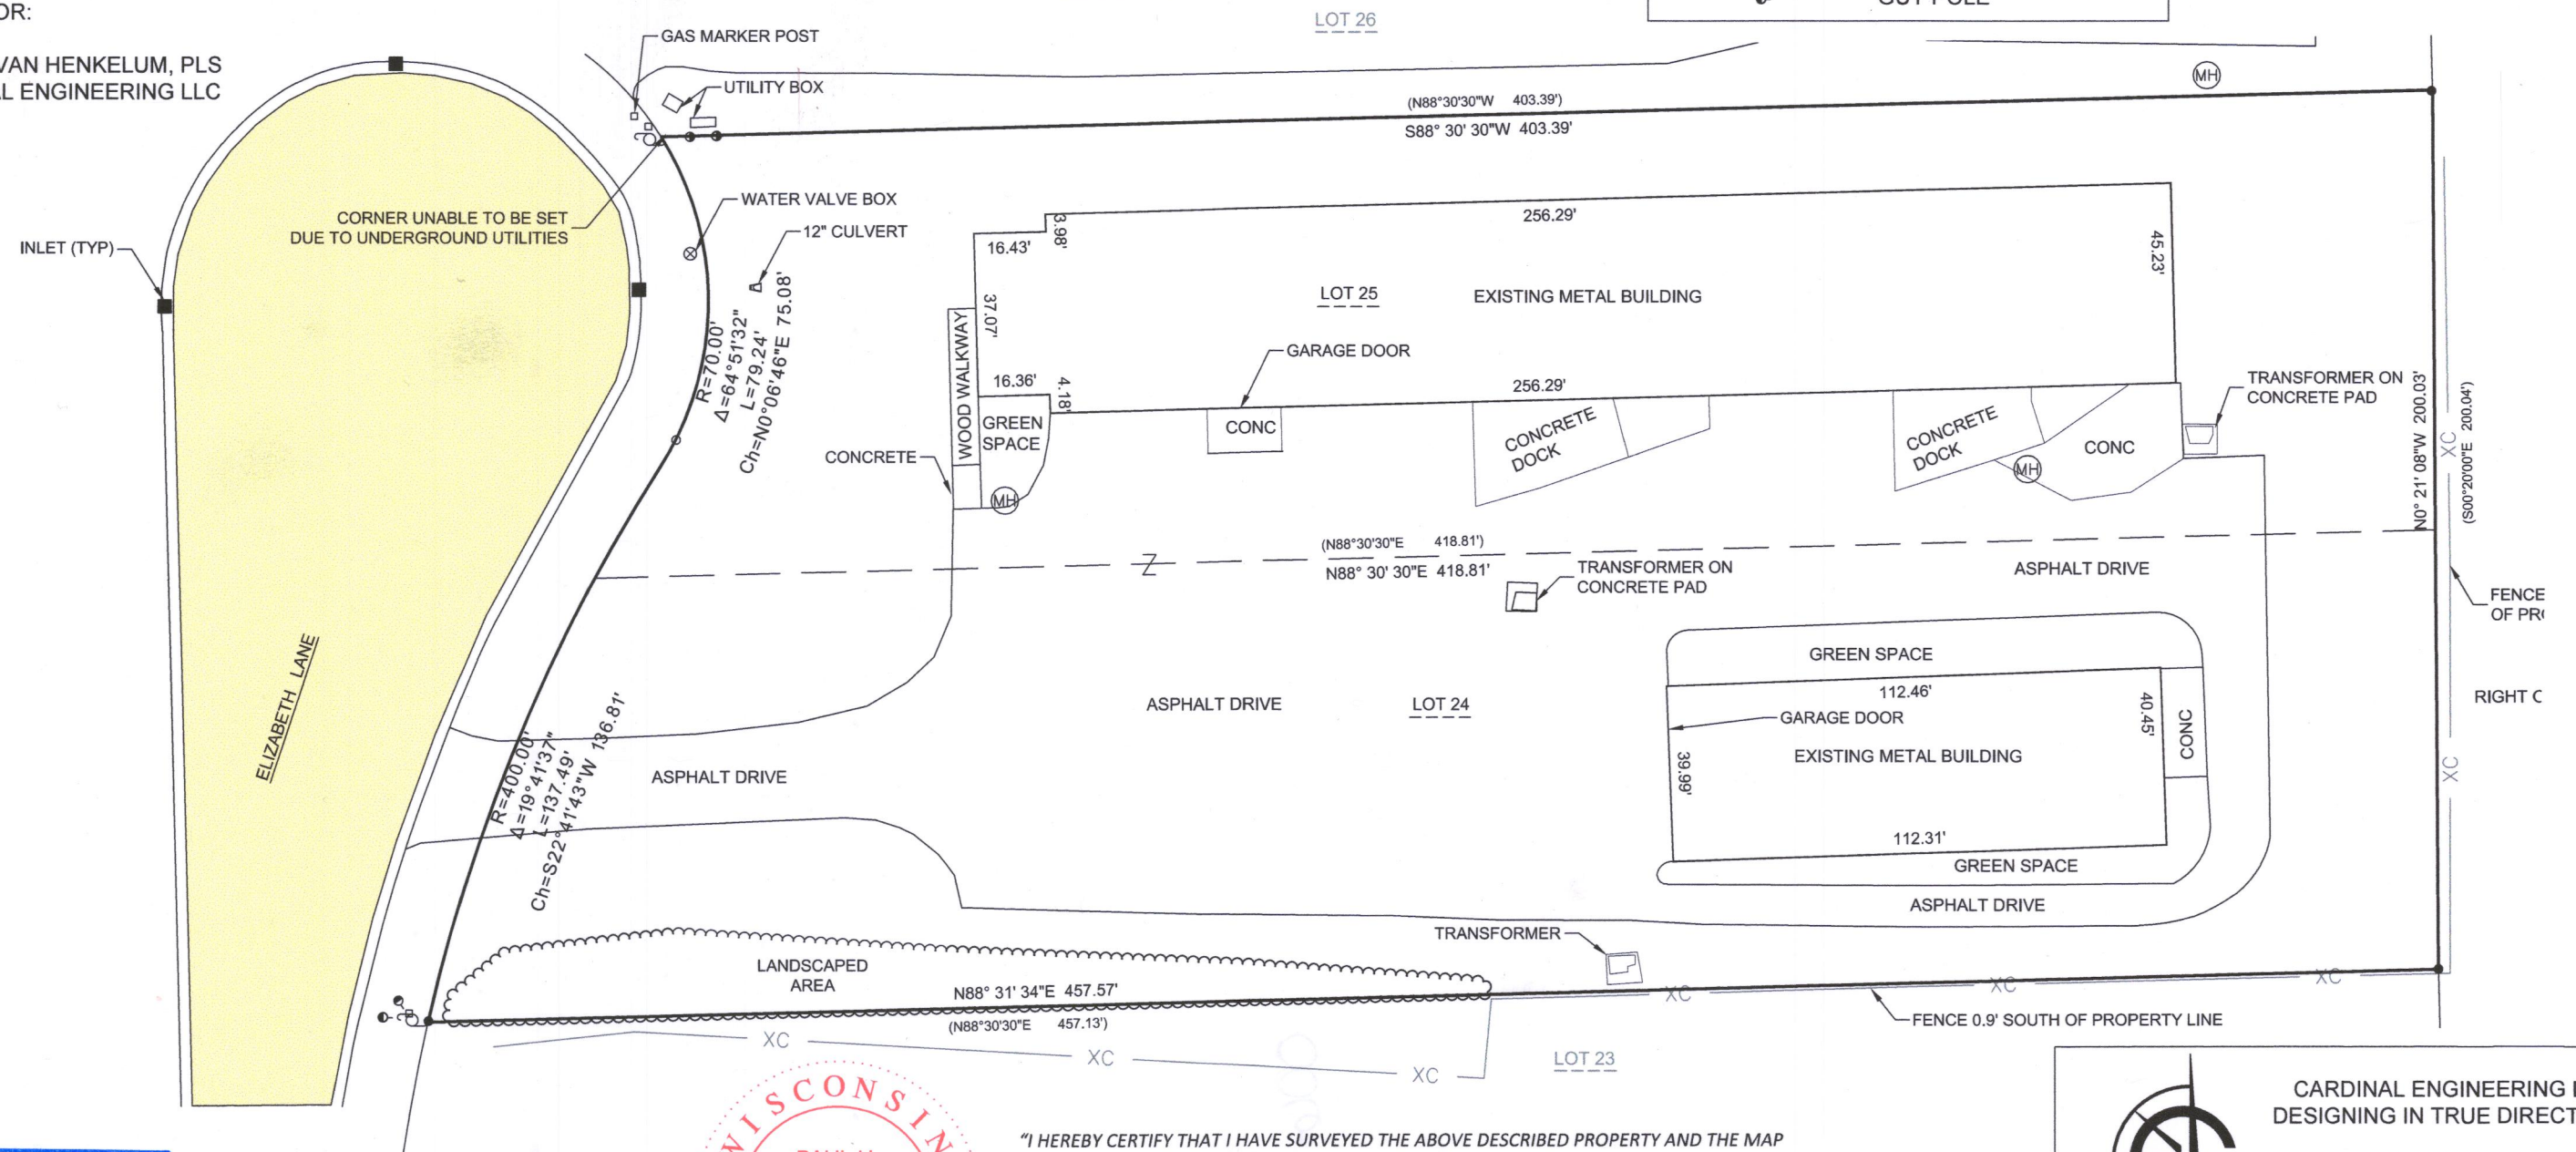 OR:
VAN HENKELUM, PLS
AL ENGINEERING LLC
LOT 26
GAS MARKER POST
UTILITY BOX
MH
(N88°30'30"W 403.39')
S88° 30' 30"W 403.39'
CORNER UNABLE TO BE SET
DUE TO UNDERGROUND UTILITIES
INLET (TYP)
WATER VALVE BOX
12" CULVERT
R=70.00'
Δ=64°51'32"
L=79.24'
Ch=N0°06'46"E 75.08'
16.43'
3.98'
256.29'
45.23'
37.07'
LOT 25
EXISTING METAL BUILDING
WOOD WALKWAY
GARAGE DOOR
16.36'
4.18'
256.29'
GREEN
SPACE
CONC
CONCRETE
DOCK
CONCRETE
DOCK
CONC
TRANSFORMER ON
CONCRETE PAD
CONCRETE
MH
MH
N0° 21' 08"W 200.03'
(S00°20'00"E 200.04')
XC
(N88°30'30"E 418.81')
N88° 30' 30"E 418.81'
Z
TRANSFORMER ON
CONCRETE PAD
ASPHALT DRIVE
FENCE
OF PR
ELIZABETH LANE
GREEN SPACE
112.46'
GARAGE DOOR
40.45'
CONC
EXISTING METAL BUILDING
39.99'
112.31'
GREEN SPACE
ASPHALT DRIVE
RIGHT
XC
ASPHALT DRIVE
LOT 24
ASPHALT DRIVE
R=400.00'
Δ=19°41'37"
L=137.49'
Ch=S22°41'43"W 136.81'
TRANSFORMER
LANDSCAPED
AREA
N88° 31' 34"E 457.57'
(N88°30'30"E 457.13')
XC
XC
XC
FENCE 0.9' SOUTH OF PROPERTY LINE
XC
XC
XC
LOT 23
WISCONSIN
"I HEREBY CERTIFY THAT I HAVE SURVEYED THE ABOVE DESCRIBED PROPERTY AND THE MAP
CARDINAL ENGINEERING
DESIGNING IN TRUE DIRECT